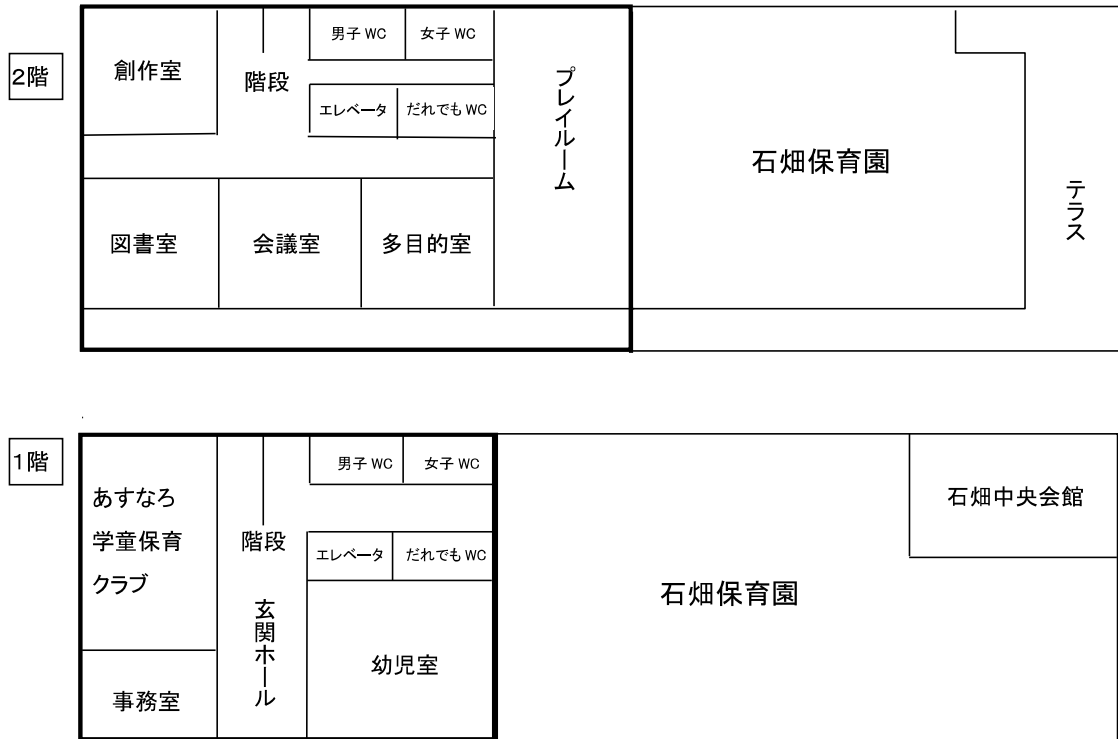 2階
創作室
階段
男子 WC
女子 WC
エレベータ
だれでも WC
プレイルーム
石畑保育園
テラス
図書室
会議室
多目的室
1階
あすなろ
学童保育
クラブ
階段
男子 WC
女子 WC
エレベータ
だれでも WC
石畑中央会館
石畑保育園
玄関ホール
幼児室
事務室